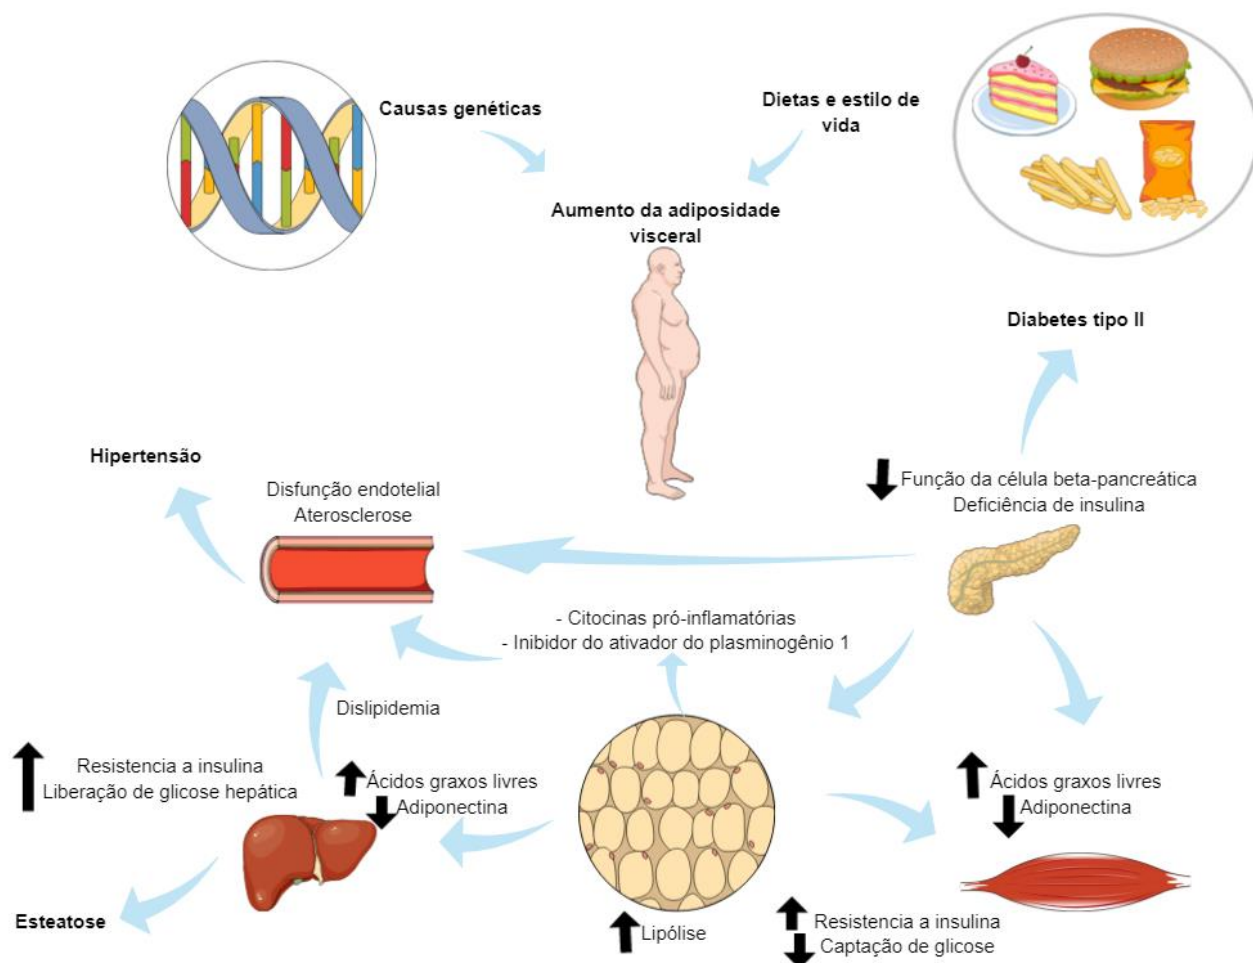 Causas genéticas
Dietas e estilo de
vida
Aumento da adiposidade
visceral
Diabetes tipo II
Hipertensão
Disfunção endotelial
Aterosclerose
Função da célula beta-pancreática
Deficiência de insulina
- Citocinas pró-inflamatórias
- Inibidor do ativador do plasminogênio 1
Dislipidemia
Resistencia a insulina
Liberação de glicose hepática
Ácidos graxos livres
Adiponectina
Ácidos graxos livres
Adiponectina
Esteatose
Lipólise
Resistencia a insulina
Captação de glicose